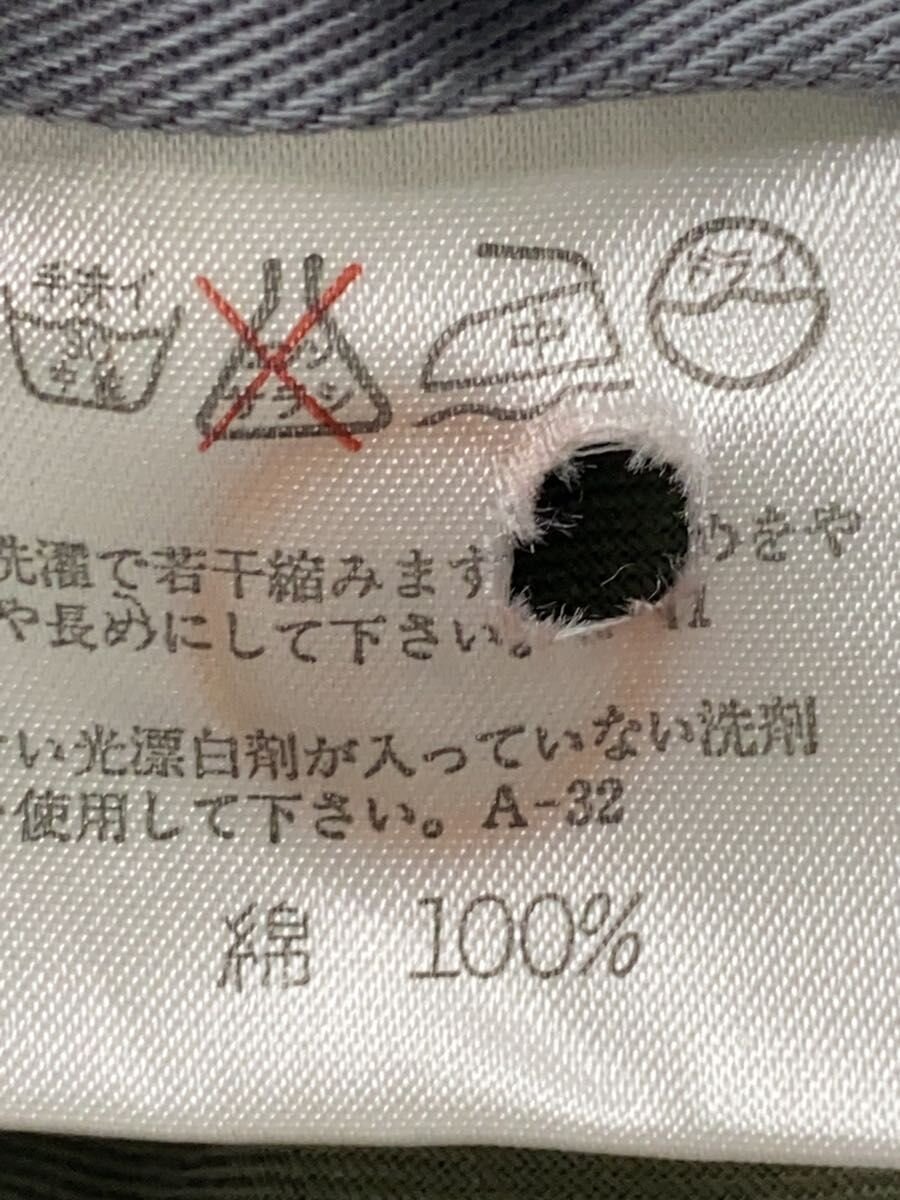 手洗イ 30 中性
エンソ サラシ
中
ドライ
洗濯で若干縮みます をや
や長めにして下さい。 11
い光漂白剤が入っていない洗剤
使用して下さい。A-32
綿 100%